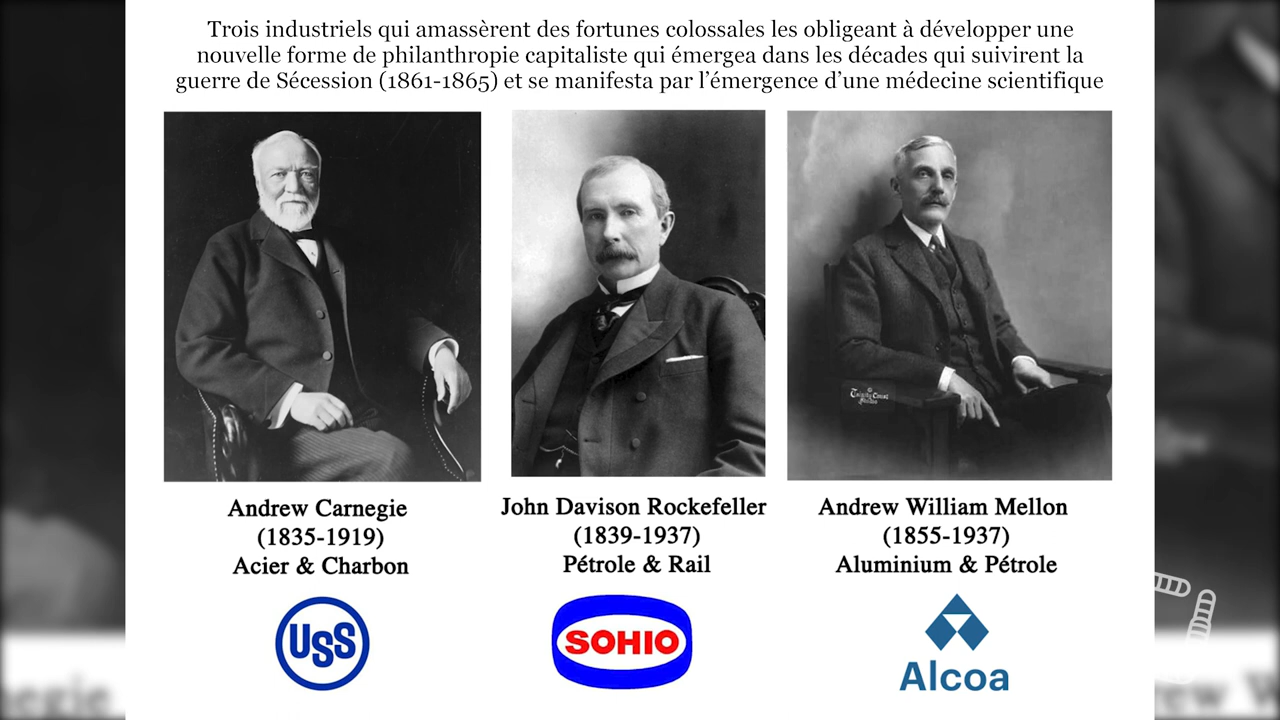 Trois industriels qui amassèrent des fortunes colossales les obligeant à développer une
nouvelle forme de philanthropie capitaliste qui émergea dans les décades qui suivirent la
guerre de Sécession (1861-1865) et se manifesta par l’émergence d’une médecine scientifique
Andrew Carnegie
(1835-1919)
Acier & Charbon
John Davison Rockefeller
(1839-1937)
Pétrole & Rail
Andrew William Mellon
(1855-1937)
Aluminium & Pétrole
USS
SOHIO
Alcoa